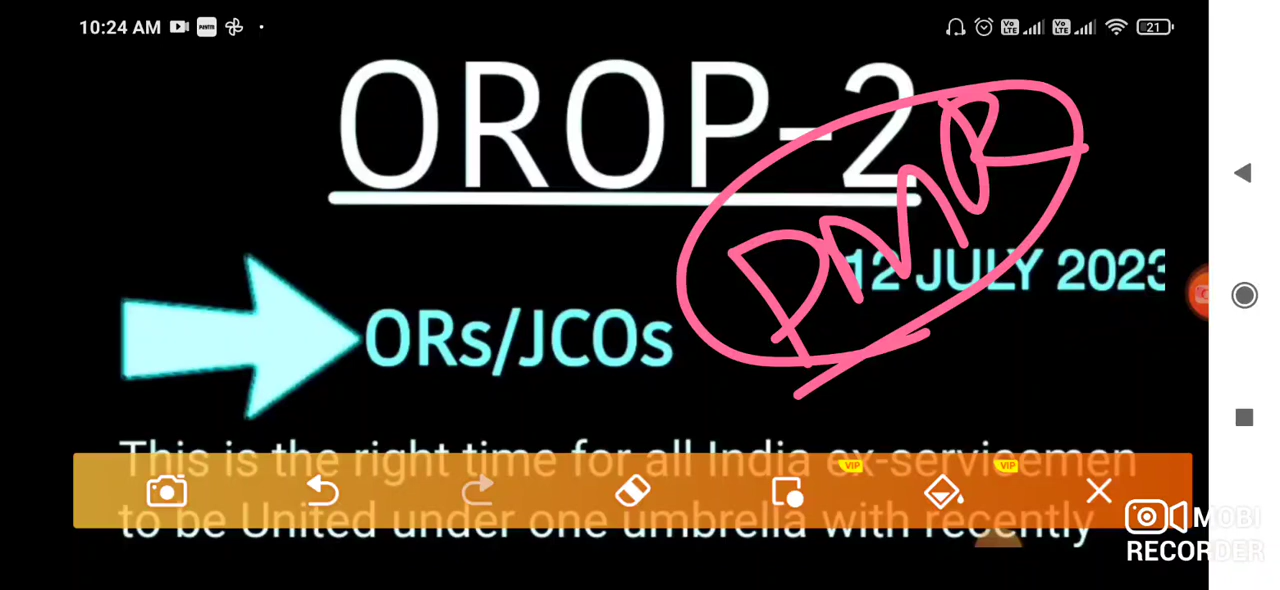 10:24 AM
21
OROP-2
PMR
12 JULY 2023
ORs/JCOs
This is the right time for all India ex-servicemen
VIP VIP
to be United under one umbrella with recently
MOBI
RECORDER